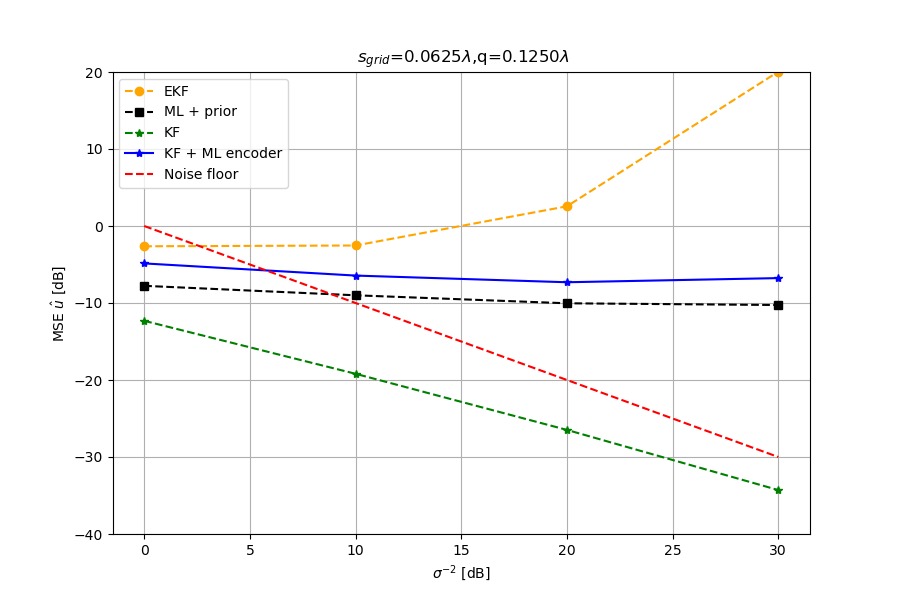 s_grid=0.0625λ,q=0.1250λ
20
10
0
−10
−20
−30
−40
MSE û [dB]
EKF
ML + prior
KF
KF + ML encoder
Noise floor
0 5 10 15 20 25 30
σ⁻² [dB]